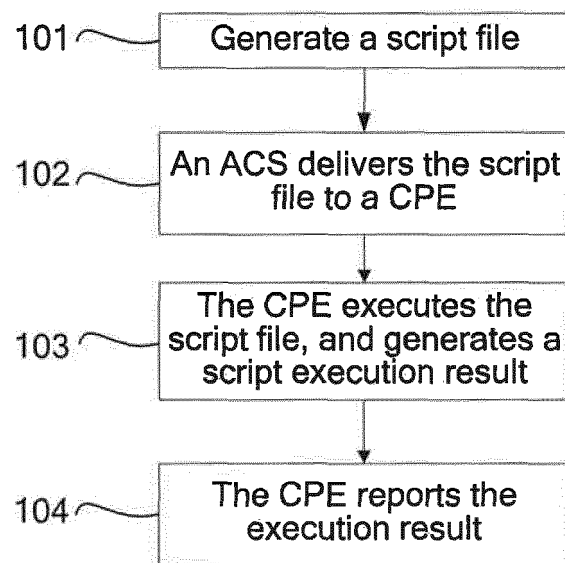 101
Generate a script file
102
An ACS delivers the script
file to a CPE
103
The CPE executes the
script file, and generates a
script execution result
104
The CPE reports the
execution result